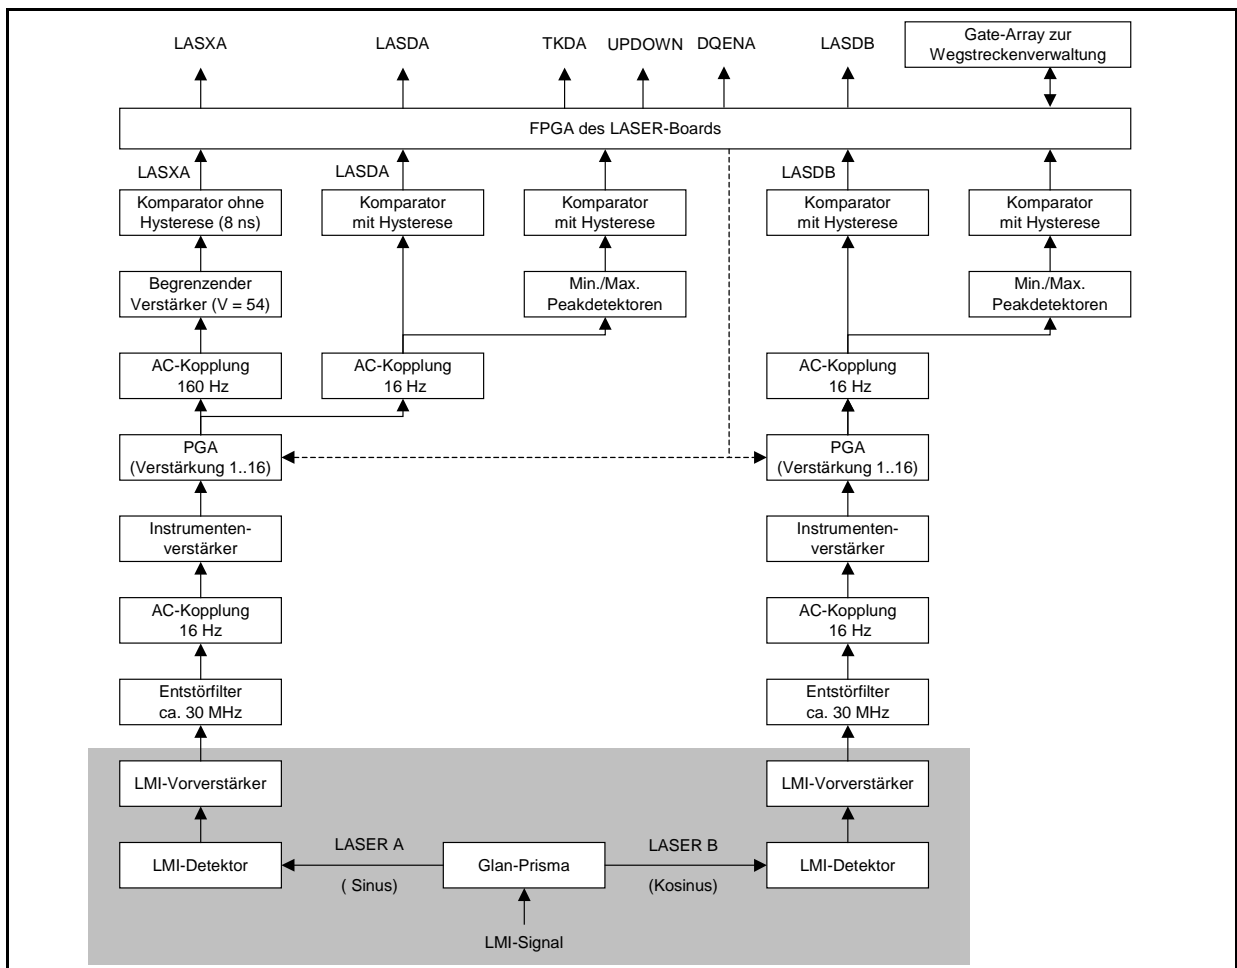 LASXA
LASDA
TKDA
UPDOWN
DQENA
LASDB
Gate-Array zur
Wegstreckenverwaltung
FPGA des LASER-Boards
LASXA
LASDA
LASDB
Komparator ohne
Hysterese (8 ns)
Komparator
mit Hysterese
Komparator
mit Hysterese
Komparator
mit Hysterese
Komparator
mit Hysterese
Begrenzender
Verstärker (V = 54)
Min./Max.
Peakdetektoren
Min./Max.
Peakdetektoren
AC-Kopplung
160 Hz
AC-Kopplung
16 Hz
AC-Kopplung
16 Hz
PGA
(Verstärkung 1..16)
PGA
(Verstärkung 1..16)
Instrumenten-
verstärker
Instrumenten-
verstärker
AC-Kopplung
16 Hz
AC-Kopplung
16 Hz
Entstörfilter
ca. 30 MHz
Entstörfilter
ca. 30 MHz
LMI-Vorverstärker
LMI-Vorverstärker
LMI-Detektor
LASER A
( Sinus)
Glan-Prisma
LASER B
(Kosinus)
LMI-Detektor
LMI-Signal